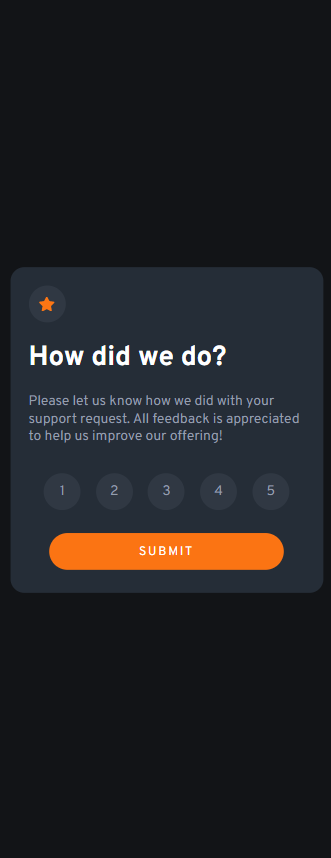 How did we do?
Please let us know how we did with your
support request. All feedback is appreciated
to help us improve our offering!
1 2 3 4 5
SUBMIT